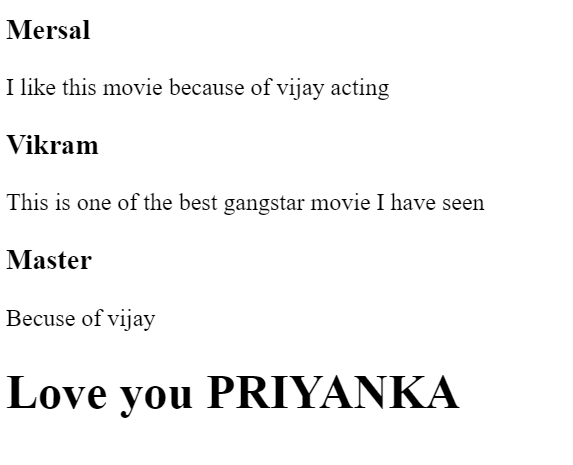 Mersal
I like this movie because of vijay acting
Vikram
This is one of the best gangstar movie I have seen
Master
Becuse of vijay
Love you PRIYANKA